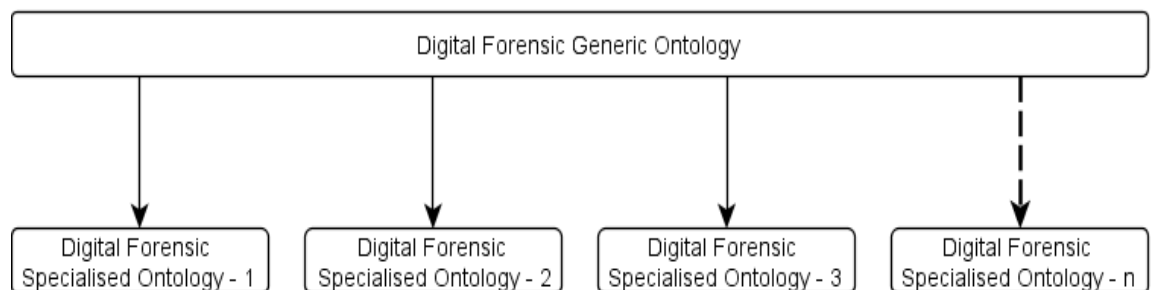 Digital Forensic Generic Ontology
Digital Forensic
Specialised Ontology - 1
Digital Forensic
Specialised Ontology - 2
Digital Forensic
Specialised Ontology - 3
Digital Forensic
Specialised Ontology - n